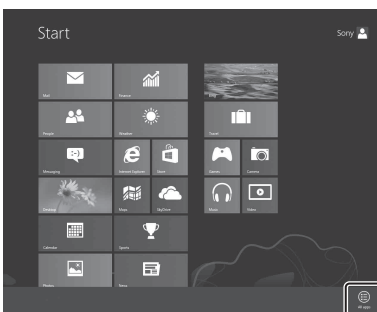 Start
Sony
Mail
Finance
People
Weather
Messaging
Internet Explorer
Store
Desktop
Maps
SkyDrive
Calendar
Sports
Photos
News
Bing
Travel
Games
Camera
Music
Video
All apps